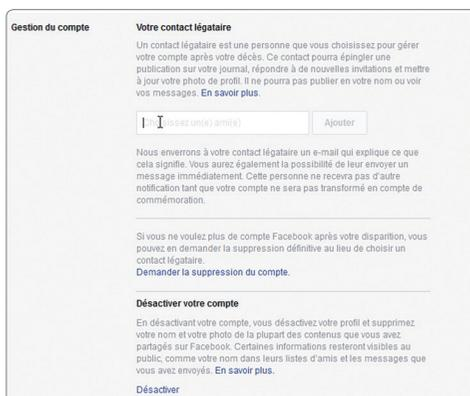 Gestion du compte
Votre contact légataire
Un contact légataire est une personne que vous choisissez pour gérer
votre compte après votre décès. Ce contact pourra épingler une
publication sur votre journal, répondre à de nouvelles invitations et mettre
à jour votre photo de profil. Il ne pourra pas publier en votre nom ou voir
vos messages. En savoir plus.
Choisissez un(e) ami(e)
Ajouter
Nous enverrons à votre contact légataire un e-mail qui explique ce que
cela signifie. Vous aurez également la possibilité de leur envoyer un
message immédiatement. Cette personne ne recevra pas d'autre
notification tant que votre compte ne sera pas transformé en compte de
commémoration.
Si vous ne voulez plus de compte Facebook après votre disparition, vous
pouvez en demander la suppression définitive au lieu de choisir un
contact légataire.
Demander la suppression du compte.
Désactiver votre compte
En désactivant votre compte, vous désactivez votre profil et supprimez
votre nom et votre photo de la plupart des contenus que vous avez
partagés sur Facebook. Certaines informations resteront visibles au
public, comme votre nom dans leurs listes d'amis et les messages que
vous avez envoyés. En savoir plus.
Désactiver